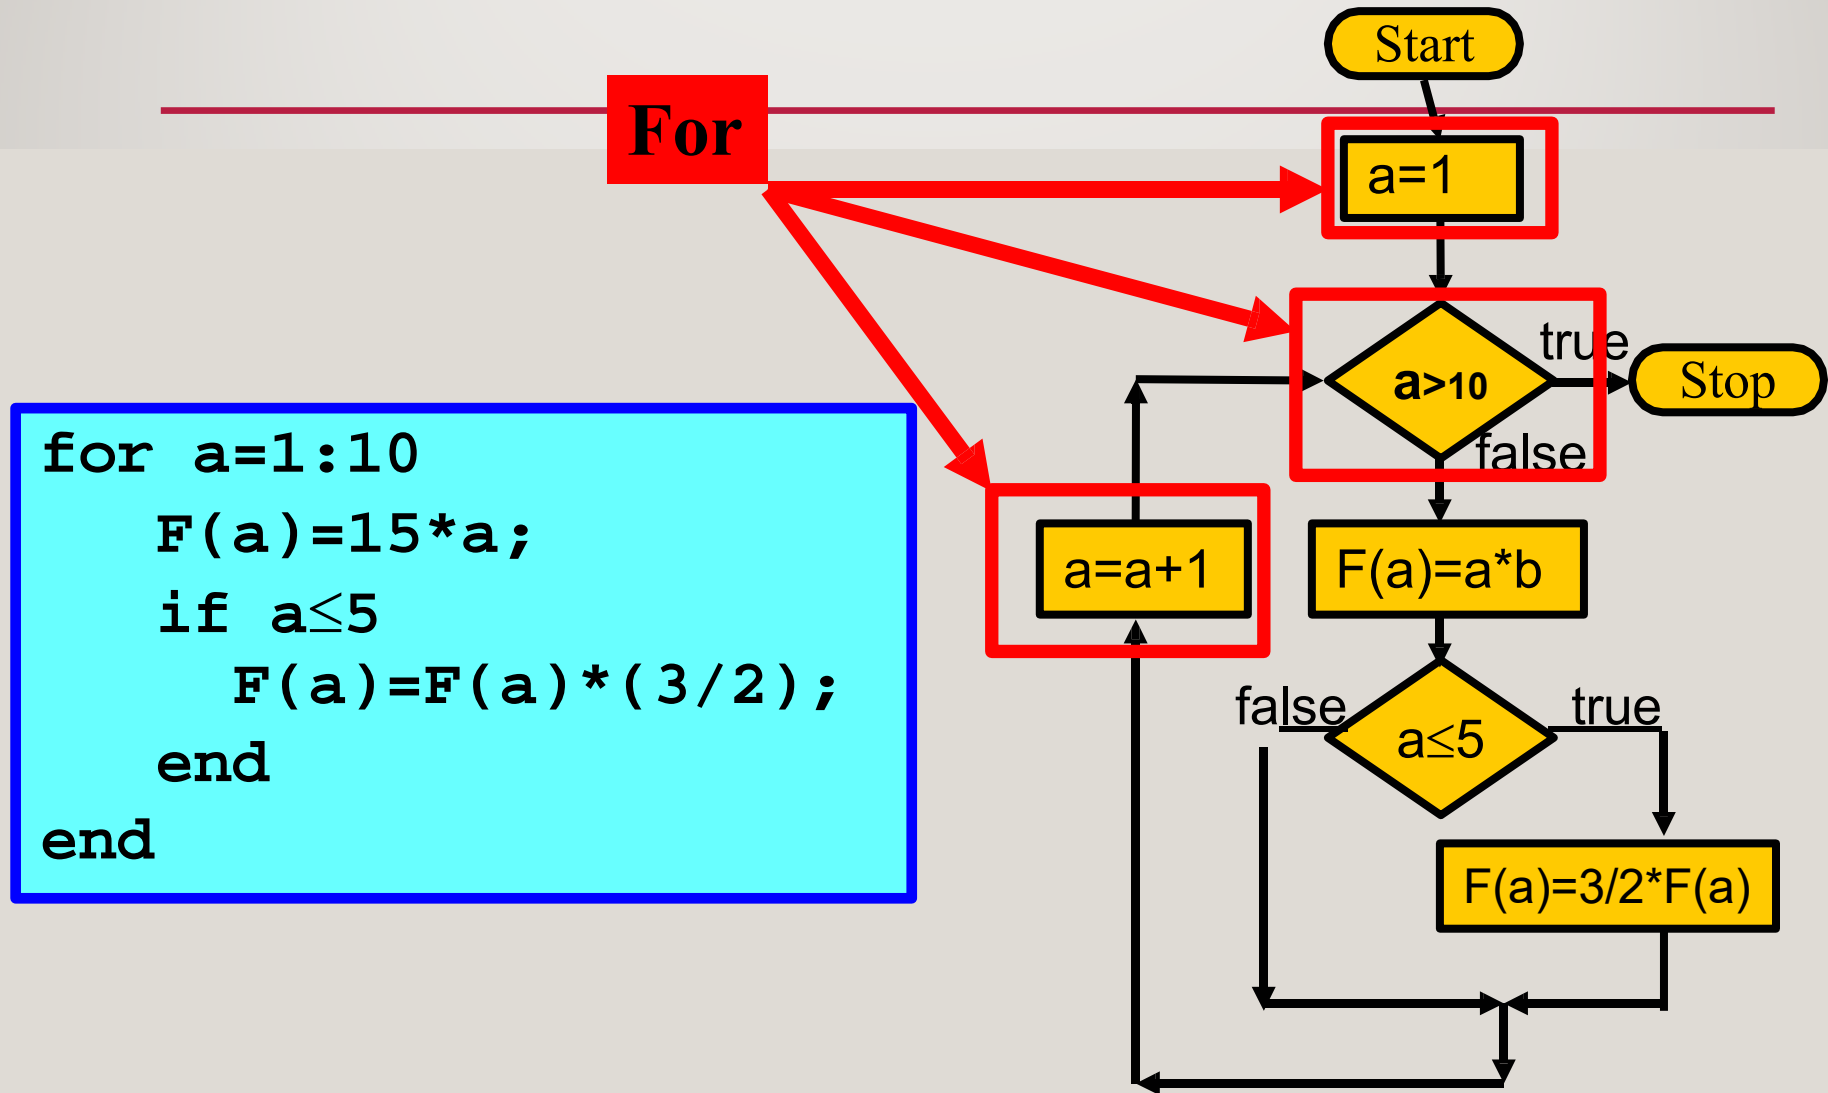 Start
For
a=1
true
a>10
Stop
false
for a=1:10
F(a)=15*a;
if a≤5
F(a)=F(a)*(3/2);
end
end
a=a+1
F(a)=a*b
false
true
a≤5
F(a)=3/2*F(a)